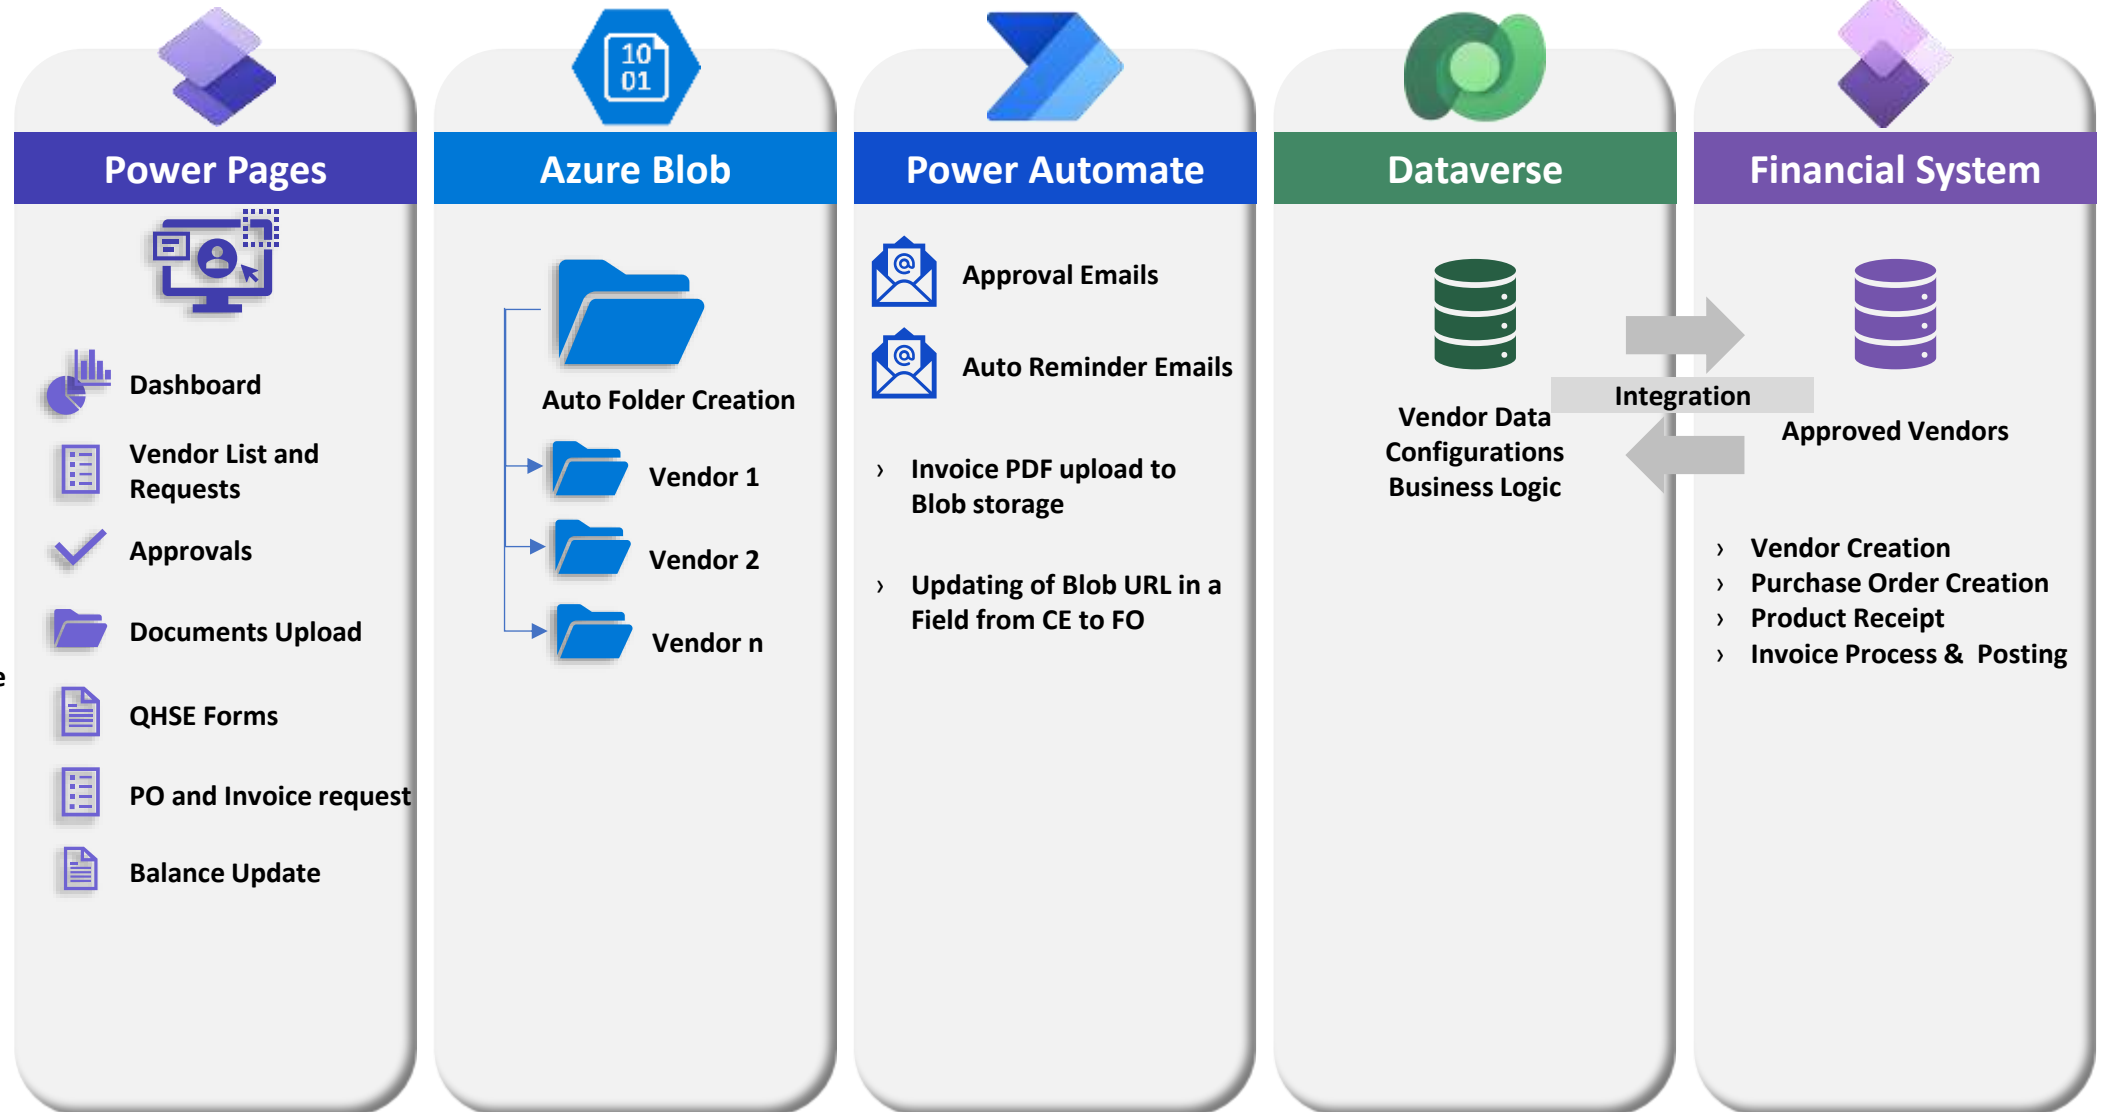 Power Pages
Dashboard
Vendor List and
Requests
Approvals
Documents Upload
QHSE Forms
PO and Invoice request
Balance Update
e
10
01
Azure Blob
Auto Folder Creation
Vendor 1
Vendor 2
Vendor n
Power Automate
@
Approval Emails
@
Auto Reminder Emails
› Invoice PDF upload to
Blob storage
› Updating of Blob URL in a
Field from CE to FO
Dataverse
Vendor Data
Configurations
Business Logic
Integration
Financial System
Approved Vendors
› Vendor Creation
› Purchase Order Creation
› Product Receipt
› Invoice Process & Posting